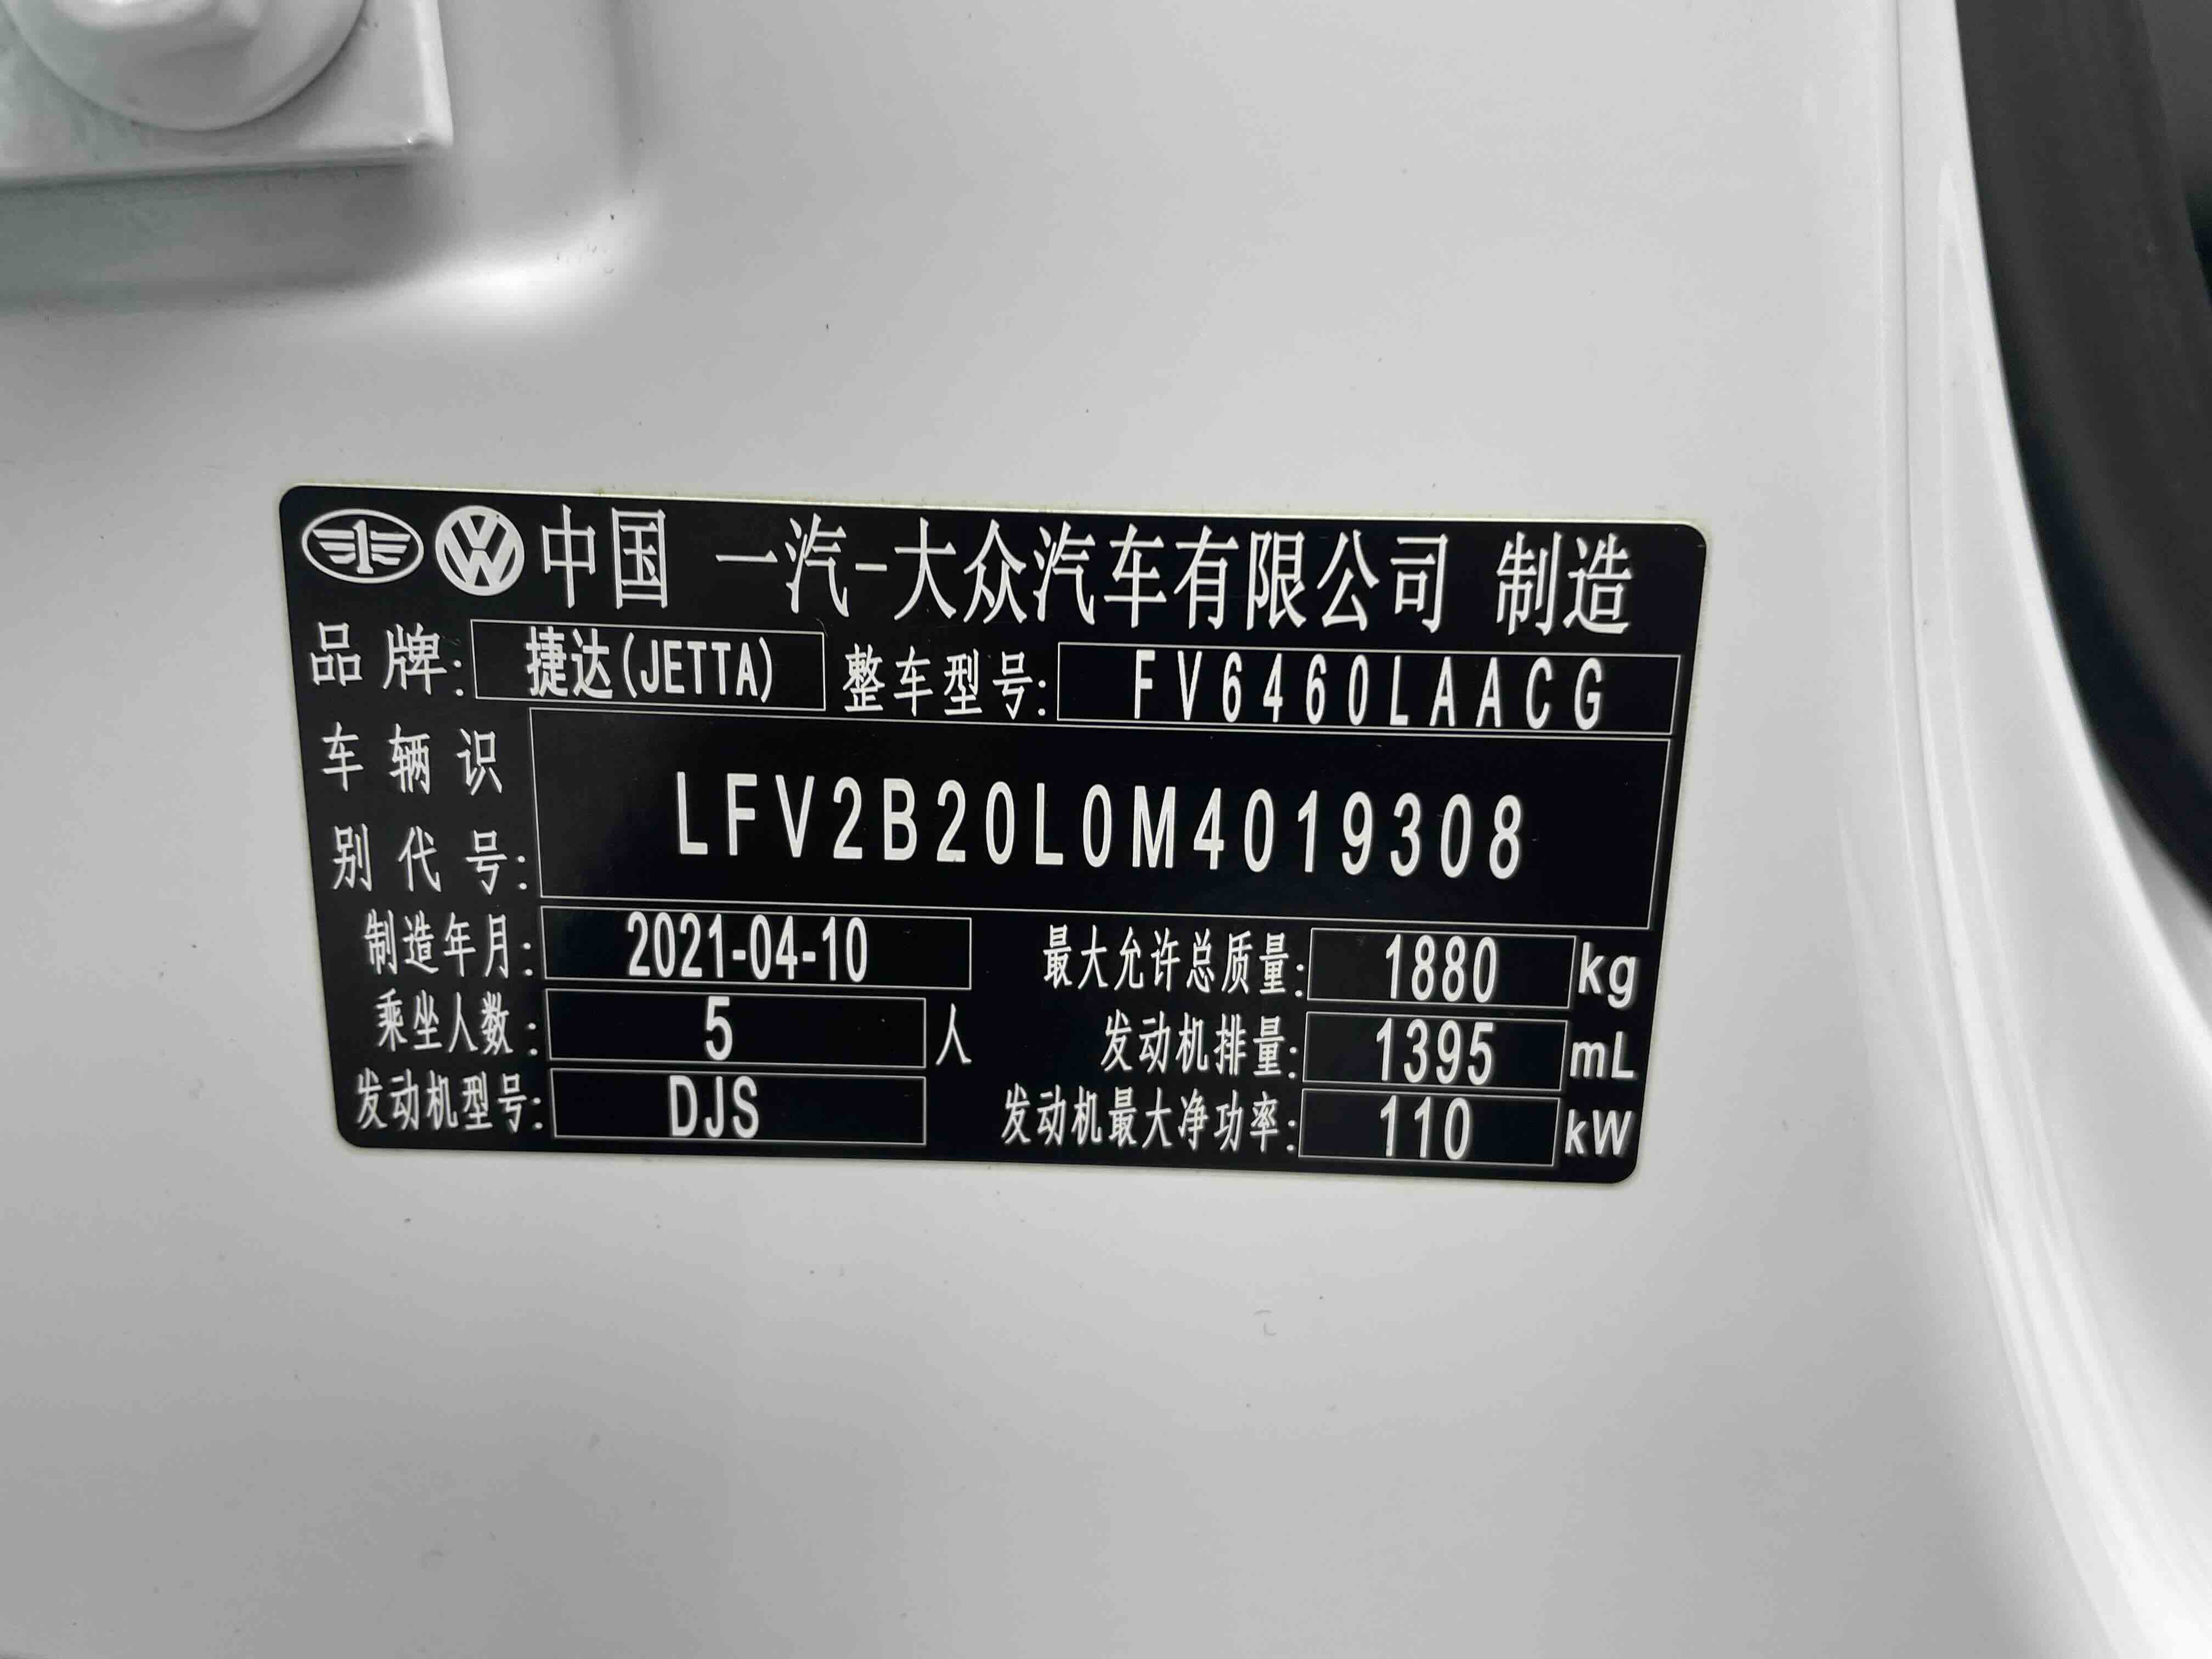 中国 一汽-大众汽车有限公司 制造
品牌: 捷达(JETTA) 整车型号: FV6460LAACG
车辆识别代号: LFV2B20L0M4019308
制造年月: 2021-04-10 最大允许总质量: 1880 kg
乘坐人数: 5 人 发动机排量: 1395 mL
发动机型号: DJS 发动机最大净功率: 110 kW